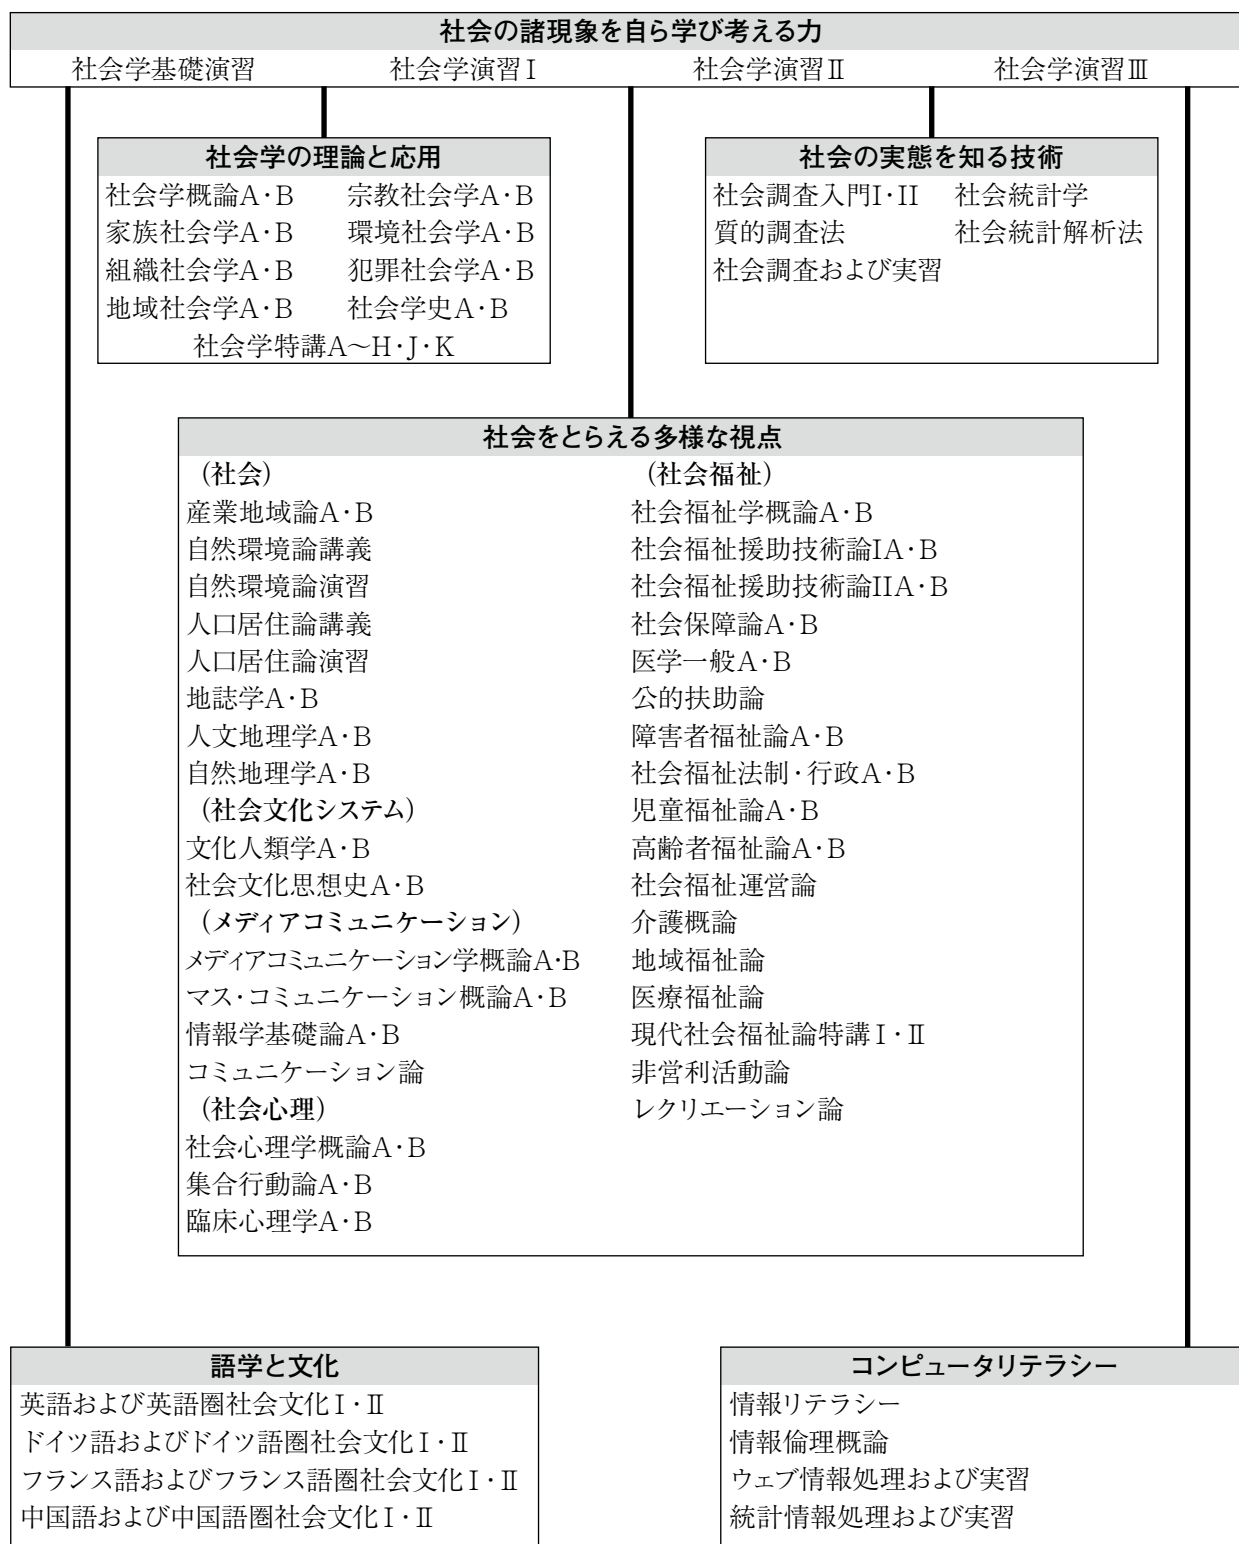 社会の諸現象を自ら学び考える力
社会学基礎演習 社会学演習Ⅰ 社会学演習Ⅱ 社会学演習Ⅲ
社会学の理論と応用
社会学概論A・B 宗教社会学A・B
家族社会学A・B 環境社会学A・B
組織社会学A・B 犯罪社会学A・B
地域社会学A・B 社会学史A・B
社会学特講A～H・J・K
社会の実態を知る技術
社会調査入門I・II 社会統計学
質的調査法 社会統計解析法
社会調査および実習
社会をとらえる多様な視点
（社会）
産業地域論A・B
自然環境論講義
自然環境論演習
人口居住論講義
人口居住論演習
地誌学A・B
人文地理学A・B
自然地理学A・B
（社会文化システム）
文化人類学A・B
社会文化思想史A・B
（メディアコミュニケーション）
メディアコミュニケーション学概論A・B
マス・コミュニケーション概論A・B
情報学基礎論A・B
コミュニケーション論
（社会心理）
社会心理学概論A・B
集合行動論A・B
臨床心理学A・B
（社会福祉）
社会福祉学概論A・B
社会福祉援助技術論IA・B
社会福祉援助技術論IIA・B
社会保障論A・B
医学一般A・B
公的扶助論
障害者福祉論A・B
社会福祉法制・行政A・B
児童福祉論A・B
高齢者福祉論A・B
社会福祉運営論
介護概論
地域福祉論
医療福祉論
現代社会福祉論特講Ⅰ・Ⅱ
非営利活動論
レクリエーション論
語学と文化
英語および英語圏社会文化Ⅰ・Ⅱ
ドイツ語およびドイツ語圏社会文化Ⅰ・Ⅱ
フランス語およびフランス語圏社会文化Ⅰ・Ⅱ
中国語および中国語圏社会文化Ⅰ・Ⅱ
コンピュータリテラシー
情報リテラシー
情報倫理概論
ウェブ情報処理および実習
統計情報処理および実習